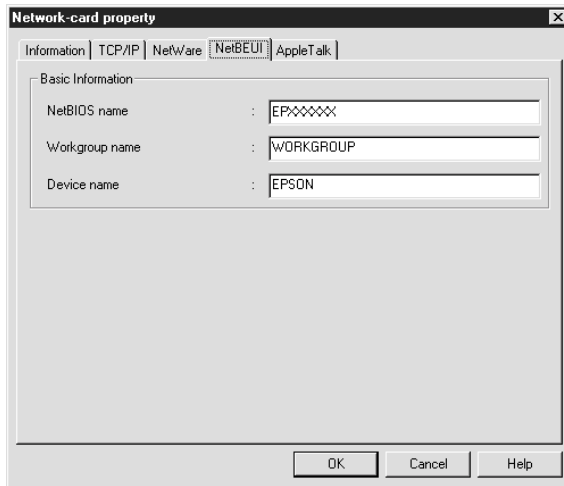 Network-card property
Information TCP/IP NetWare NetBEUI AppleTalk
Basic Information
NetBIOS name : EPXXXXXX
Workgroup name : WORKGROUP
Device name : EPSON
OK Cancel Help